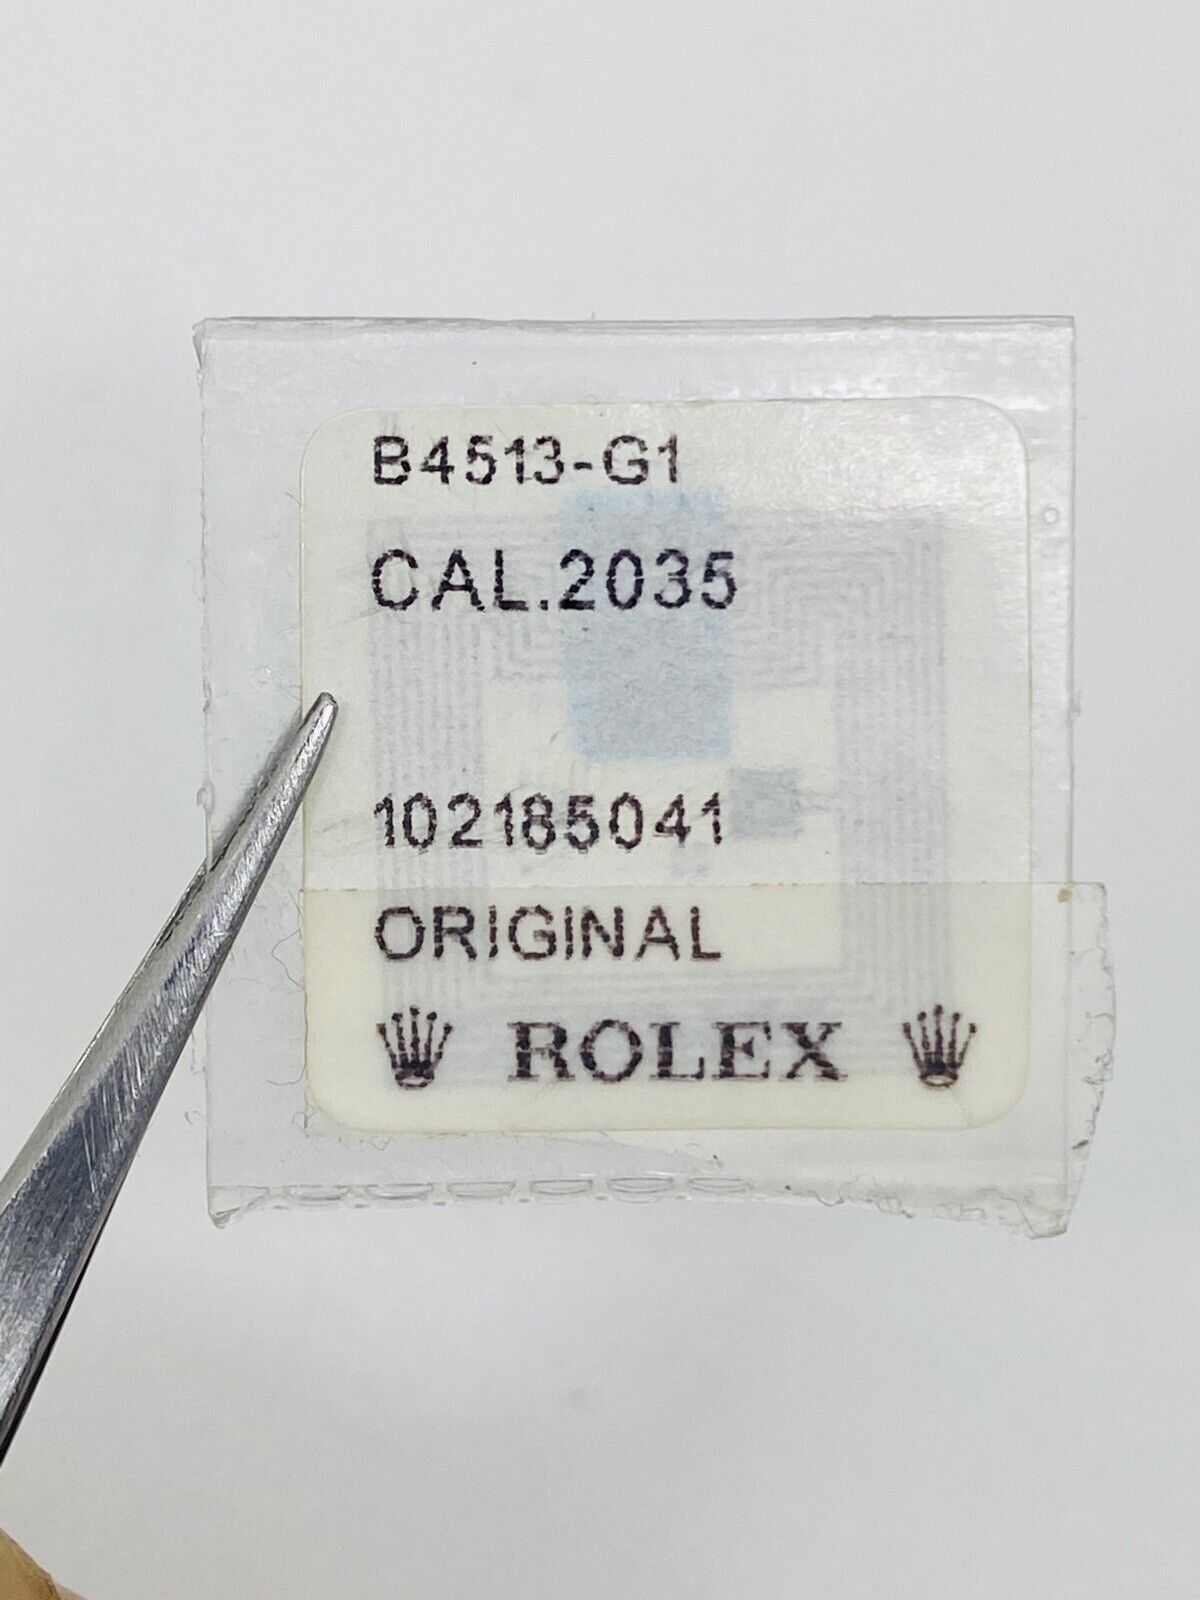 B4513-G1
CAL.2035
102185041
ORIGINAL
ROLEX